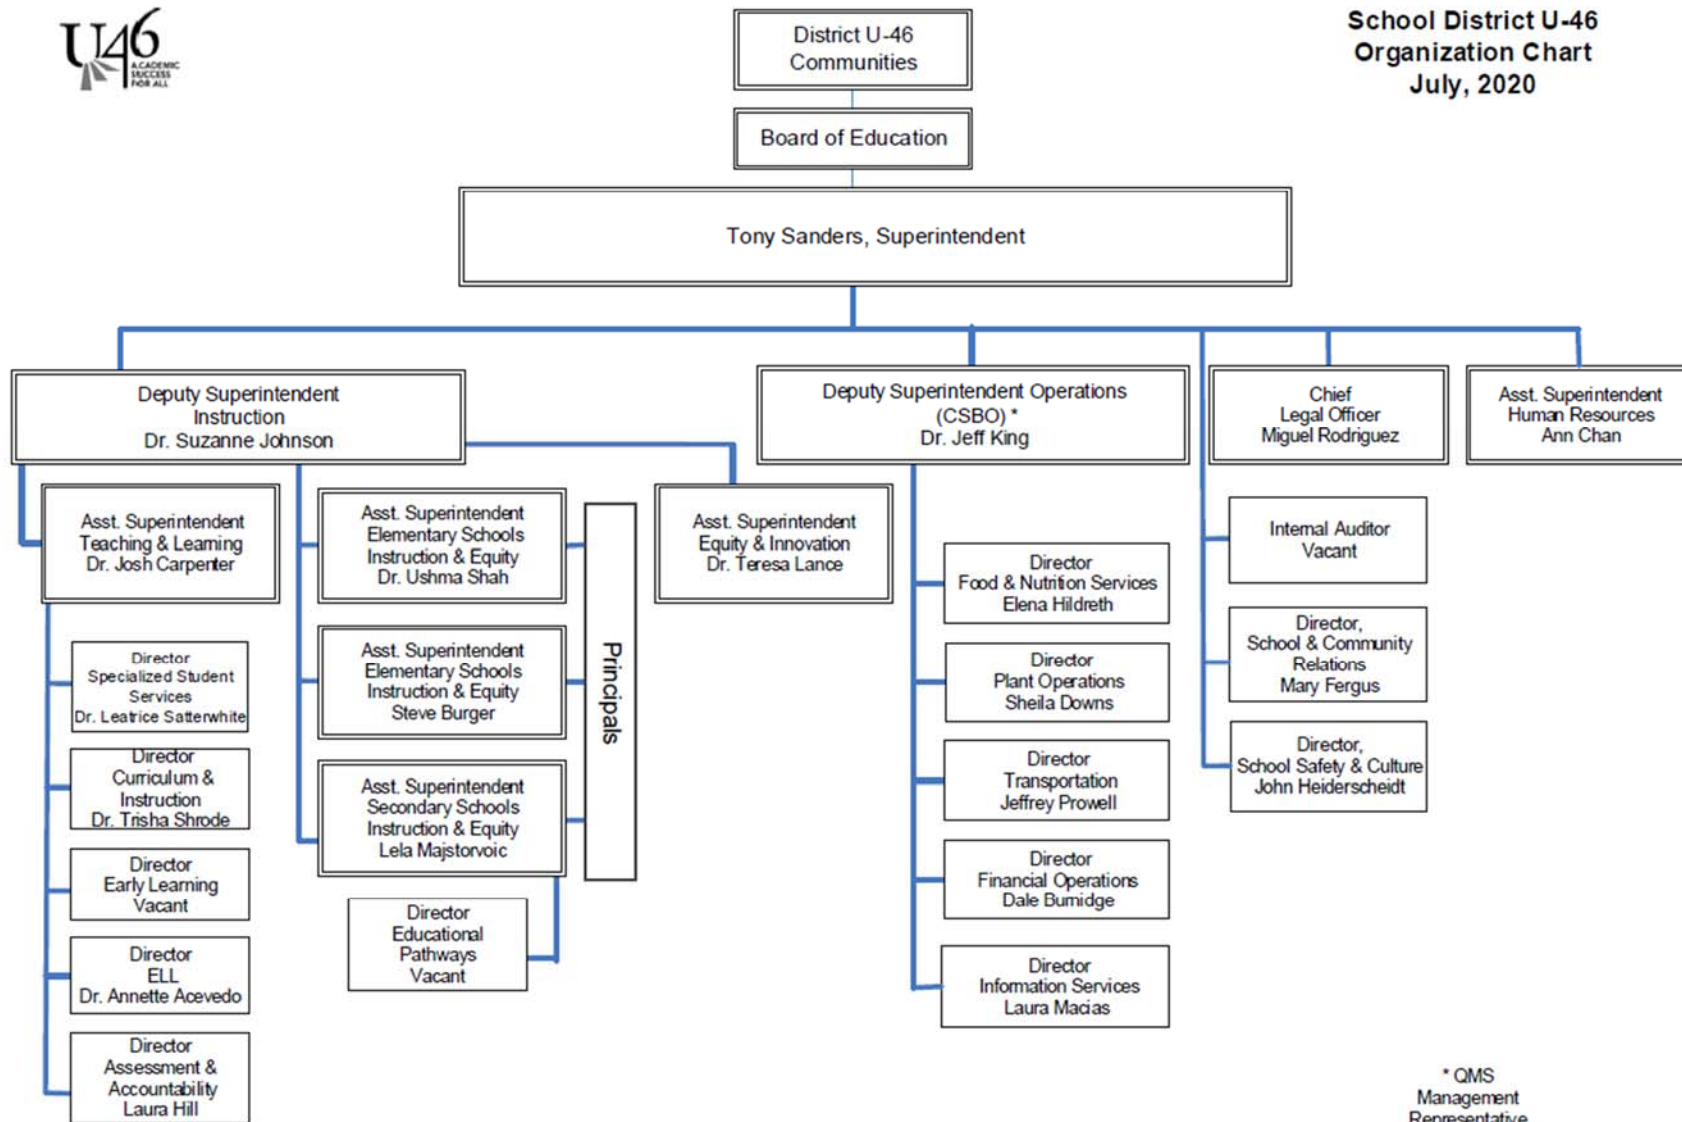 U46
ACADEMIC
SUCCESS
FOR ALL
School District U-46
Organization Chart
July, 2020
District U-46
Communities
Board of Education
Tony Sanders, Superintendent
Deputy Superintendent
Instruction
Dr. Suzanne Johnson
Deputy Superintendent Operations
(CSBO) *
Dr. Jeff King
Chief
Legal Officer
Miguel Rodriguez
Asst. Superintendent
Human Resources
Ann Chan
Asst. Superintendent
Teaching & Learning
Dr. Josh Carpenter
Director
Specialized Student
Services
Dr. Leatrice Satterwhite
Director
Curriculum &
Instruction
Dr. Trisha Shrode
Director
Early Learning
Vacant
Director
ELL
Dr. Annette Acevedo
Director
Assessment &
Accountability
Laura Hill
Asst. Superintendent
Elementary Schools
Instruction & Equity
Dr. Ushma Shah
Asst. Superintendent
Elementary Schools
Instruction & Equity
Steve Burger
Asst. Superintendent
Secondary Schools
Instruction & Equity
Lela Majstorvoic
Director
Educational
Pathways
Vacant
Principals
Asst. Superintendent
Equity & Innovation
Dr. Teresa Lance
Director
Food & Nutrition Services
Elena Hildreth
Director
Plant Operations
Sheila Downs
Director
Transportation
Jeffrey Prowell
Director
Financial Operations
Dale Burnidge
Director
Information Services
Laura Macias
Internal Auditor
Vacant
Director,
School & Community
Relations
Mary Fergus
Director,
School Safety & Culture
John Heiderscheidt
* QMS
Management
Representative